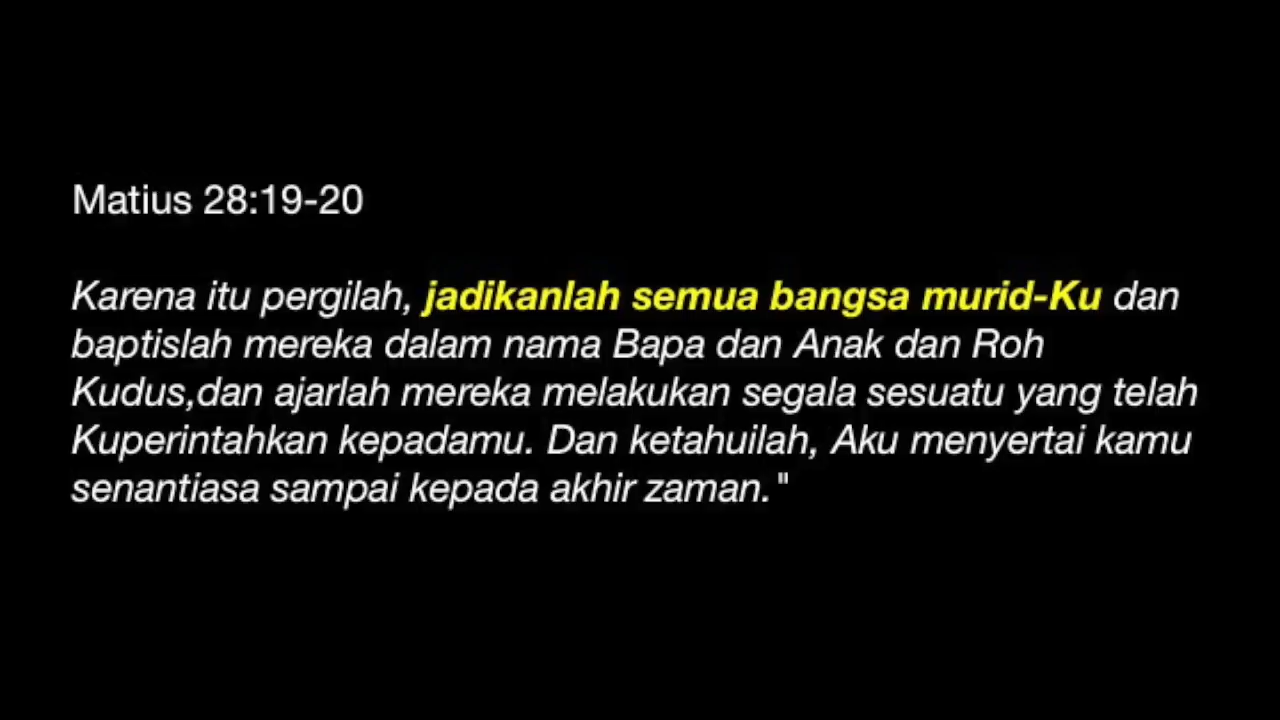 Matius 28:19-20
Karena itu pergilah, jadikanlah semua bangsa murid-Ku dan
baptislah mereka dalam nama Bapa dan Anak dan Roh
Kudus,dan ajarlah mereka melakukan segala sesuatu yang telah
Kuperintahkan kepadamu. Dan ketahuilah, Aku menyertai kamu
senantiasa sampai kepada akhir zaman."